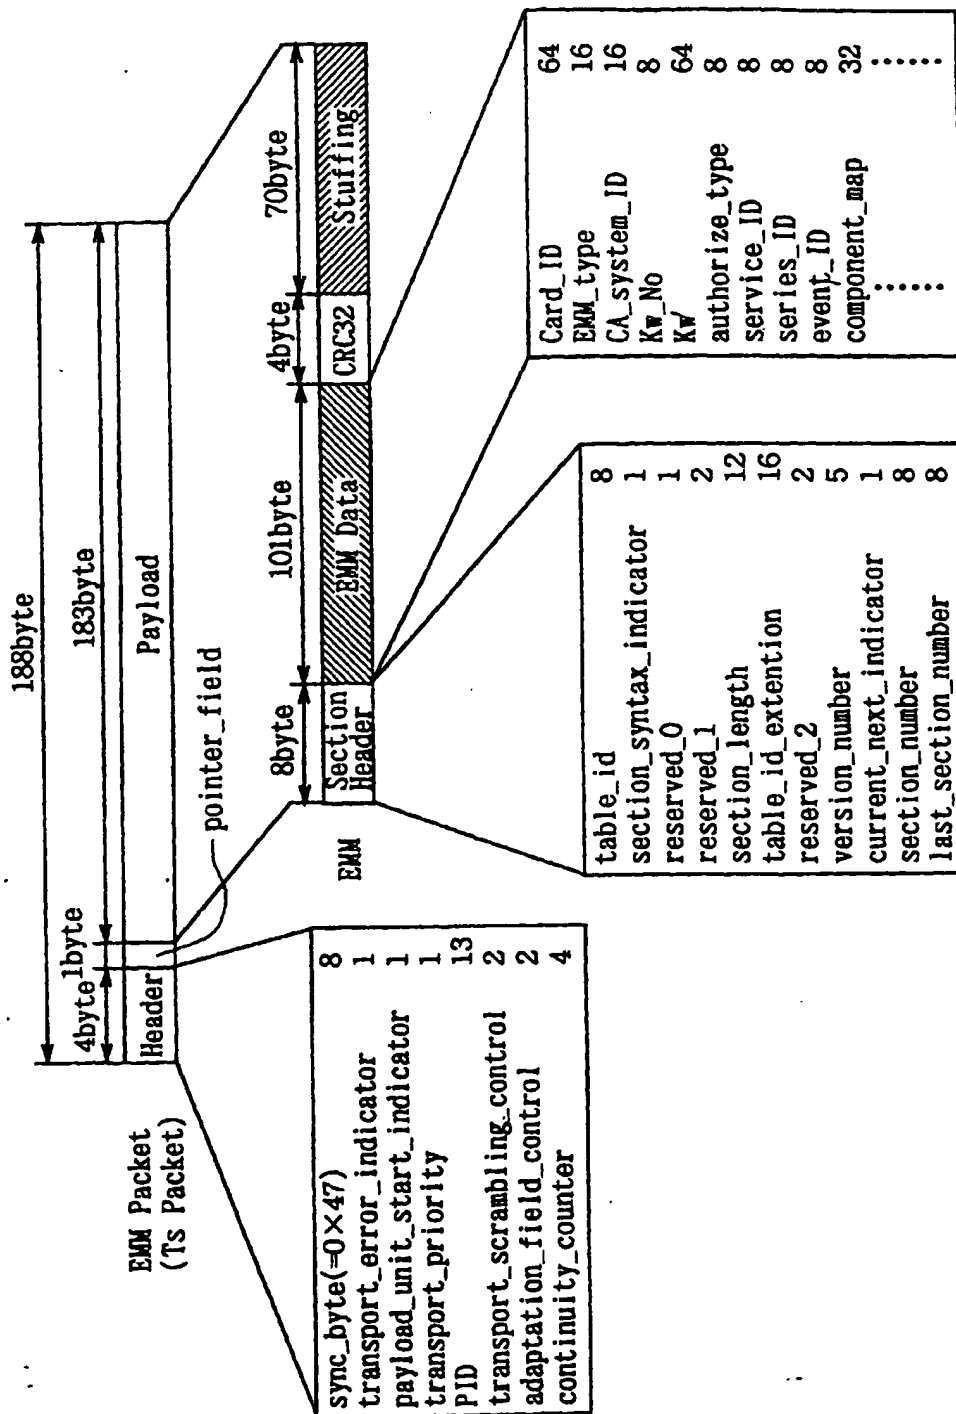 188byte
4byte 1byte 183byte
Header Payload
pointer_field
EMM Packet
(Ts Packet)
8byte 101byte 4byte 70byte
Section
Header
EMM Data CRC32 Stuffing
EMM
sync_byte(=0×47) 8
transport_error_indicator 1
payload_unit_start_indicator 1
transport_priority 1
PID 13
transport_scrambling_control 2
adaptation_field_control 2
continuity_counter 4
table_id 8
section_syntax_indicator 1
reserved_0 1
reserved_1 2
section_length 12
table_id_extention 16
reserved_2 2
version_number 5
current_next_indicator 1
section_number 8
last_section_number 8
Card_ID 64
EMM_type 16
CA_system_ID 16
Kw_No 8
Kw 64
authorize_type 8
service_ID 8
series_ID 8
event_ID 8
component_map 32
...... ......